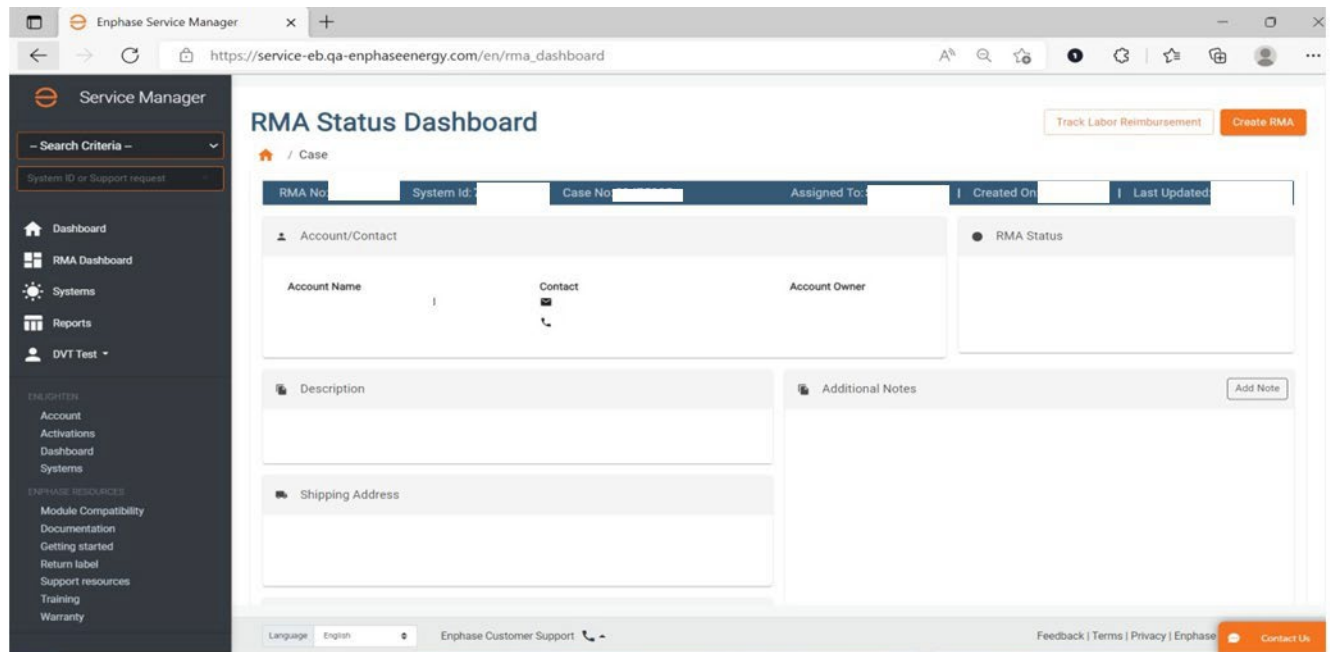 Enphase Service Manager
https://service-eb.qa-enphaseenergy.com/en/rma_dashboard
Service Manager
-- Search Criteria --
System ID or Support request
Dashboard
RMA Dashboard
Systems
Reports
DVT Test
ENLIGHTEN
Account
Activations
Dashboard
Systems
ENPHASE RESOURCES
Module Compatibility
Documentation
Getting started
Return label
Support resources
Training
Warranty
RMA Status Dashboard
Track Labor Reimbursement
Create RMA
/ Case
RMA No: System Id: Case No: Assigned To: | Created On | Last Updated:
Account/Contact
RMA Status
Account Name Contact Account Owner
Description
Additional Notes
Add Note
Shipping Address
Language English
Enphase Customer Support
Feedback | Terms | Privacy | Enphase
Contact Us